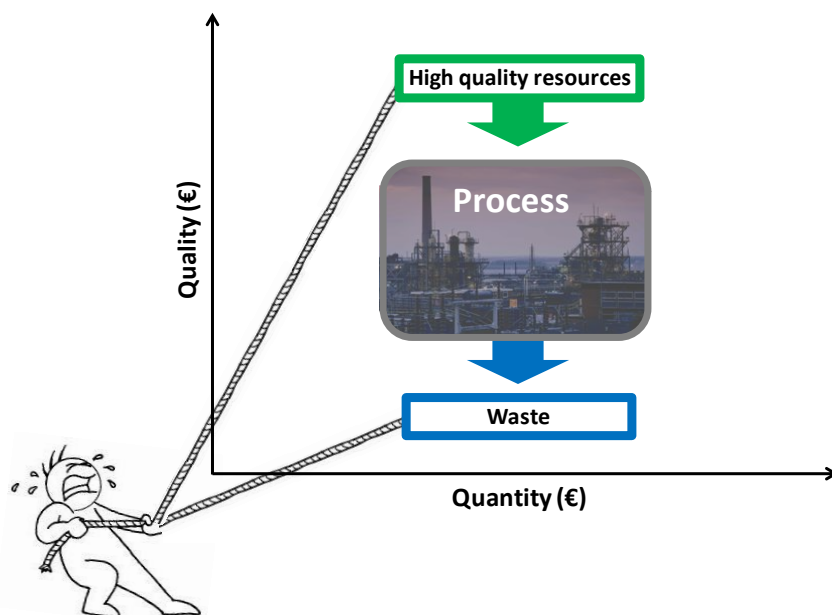 High quality resources
Process
Quality (€)
Waste
Quantity (€)